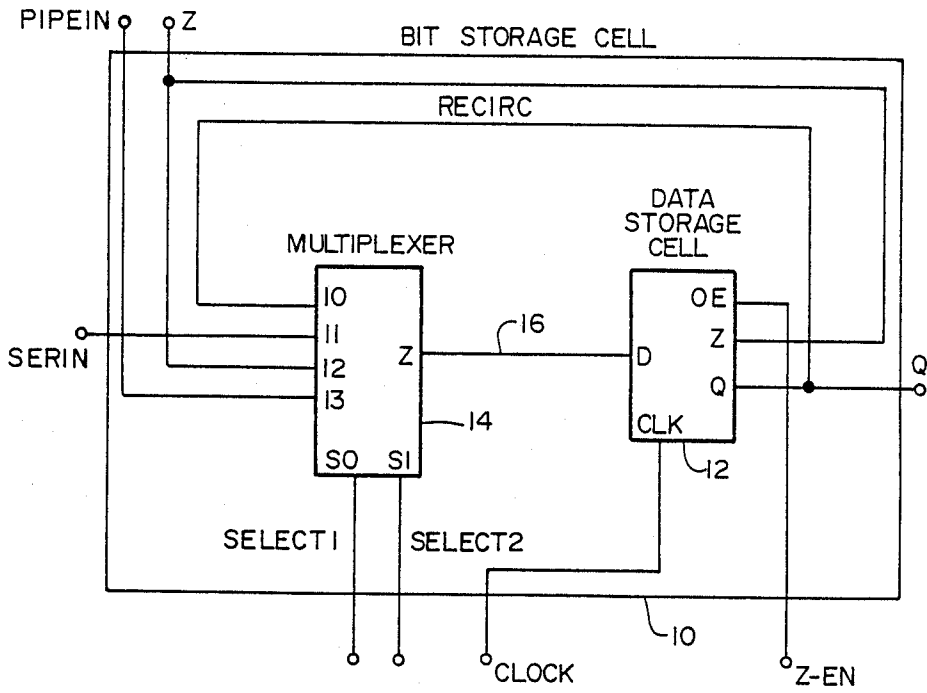 PIPEIN Z
BIT STORAGE CELL
RECIRC
DATA
STORAGE
CELL
MULTIPLEXER
I0
I1
I2
I3
Z
S0 S1
14
16
OE
Z
D
Q
CLK
12
SERIN
Q
SELECT1
SELECT2
10
CLOCK
Z-EN